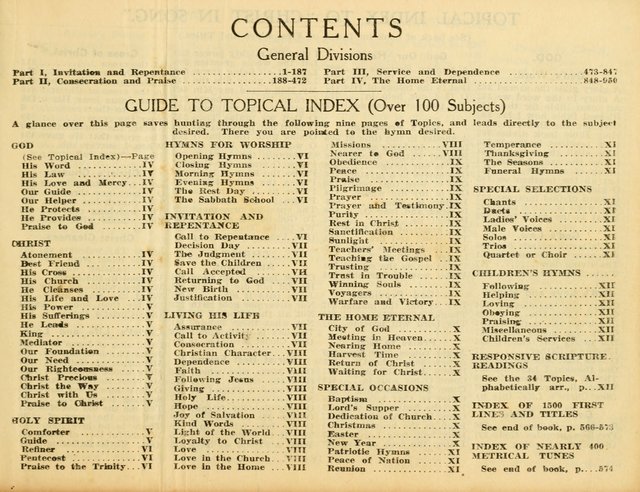 CONTENTS
General Divisions
Part I, Invitation and Repentance ..................1-187
Part II, Consecration and Praise ..................188-472
Part III, Service and Dependence ..................473-847
Part IV, The Home Eternal ..................848-950
GUIDE TO TOPICAL INDEX (Over 100 Subjects)
A glance over this page saves hunting through the following nine pages of Topics, and leads directly to the subject
desired. There you are pointed to the hymn desired.
GOD
(See Topical Index)—Page
His Word ..........IV
His Law ..........IV
His Love and Mercy..IV
Our Guide ..........IV
Our Helper ..........IV
He Protects ..........IV
He Provides ..........IV
Praise to God ..........IV
CHRIST
Atonement ..........IV
Best Friend ..........IV
His Cross ..........IV
His Church ..........IV
He Cleanses ..........IV
His Life and Love ....IV
His Power ..........V
His Sufferings ..........V
He Leads ..........V
King ..........V
Mediator ..........V
Our Foundation ..........V
Our Need ..........V
Our Righteousness ....V
Christ Precious ..........V
Christ the Way ..........V
Christ with Us ..........V
Praise to Christ ..........V
HOLY SPIRIT
Comforter ..........V
Guide ..........V
Refiner ..........VI
Pentecost ..........VI
Praise to the Trinity...VI
HYMNS FOR WORSHIP
Opening Hymns ..........VI
Closing Hymns ..........VI
Morning Hymns ..........VI
Evening Hymns ..........VI
The Rest Day ..........VI
The Sabbath School ....VI
INVITATION AND
REPENTANCE
Call to Repentance ....VI
Decision Day ..........VII
The Judgment ..........VII
Save the Children ....VII
Call Accepted ..........VII
Returning to God ....VII
New Birth ..........VII
Justification ..........VII
LIVING HIS LIFE
Assurance ..........VII
Call to Activity ..........VII
Consecration ..........VII
Christian Character ...VIII
Dependence ..........VIII
Faith ..........VIII
Following Jesus ....VIII
Giving ..........VIII
Holy Life ..........VIII
Hope ..........VIII
Joy of Salvation ....VIII
Kind Words ..........VIII
Light of the World ...VIII
Loyalty to Christ ....VIII
Love ..........VIII
Love in the Church ...VIII
Love in the Home ....VIII
Missions ..........VIII
Nearer to God ..........VIII
Obedience ..........IX
Peace ..........IX
Praise ..........IX
Pilgrimage ..........IX
Prayer ..........IX
Prayer and Testimony.IX
Purity ..........IX
Rest in Christ ..........IX
Sanctification ..........IX
Sunlight ..........IX
Teachers' Meetings ....IX
Teaching the Gospel ..IX
Trusting ..........IX
Trust in Trouble ....IX
Winning Souls ..........IX
Voyagers ..........IX
Warfare and Victory ..IX
THE HOME ETERNAL
City of God ..........X
Meeting in Heaven......X
Nearing Home ..........X
Harvest Time ..........X
Return of Christ ..........X
Waiting for Christ ....X
SPECIAL OCCASIONS
Baptism ..........X
Lord's Supper ..........X
Dedication of Church ...X
Christmas ..........X
Easter ..........X
New Year ..........X
Patriotic Hymns ..........XI
Peace of Nation ..........XI
Reunion ..........XI
Temperance ..........XI
Thanksgiving ..........XI
The Seasons ..........XI
Funeral Hymns ..........XI
SPECIAL SELECTIONS
Chants ..........XI
Duets ..........XI
Ladies' Voices ..........XI
Male Voices ..........XI
Solos ..........XI
Trios ..........XI
Quartet or Choir ....XI
CHILDREN'S HYMNS
Following ..........XII
Helping ..........XII
Loving ..........XII
Obeying ..........XII
Praising ..........XII
Miscellaneous ..........XII
Children's Services ...XII
RESPONSIVE SCRIPTURE
READINGS
See the 34 Topics, Al-
phabetically arr., p...XII
INDEX OF 1500 FIRST
LINES AND TITLES
See end of book, p. 566-573
INDEX OF NEARLY 400
METRICAL TUNES
See end of book, p....574